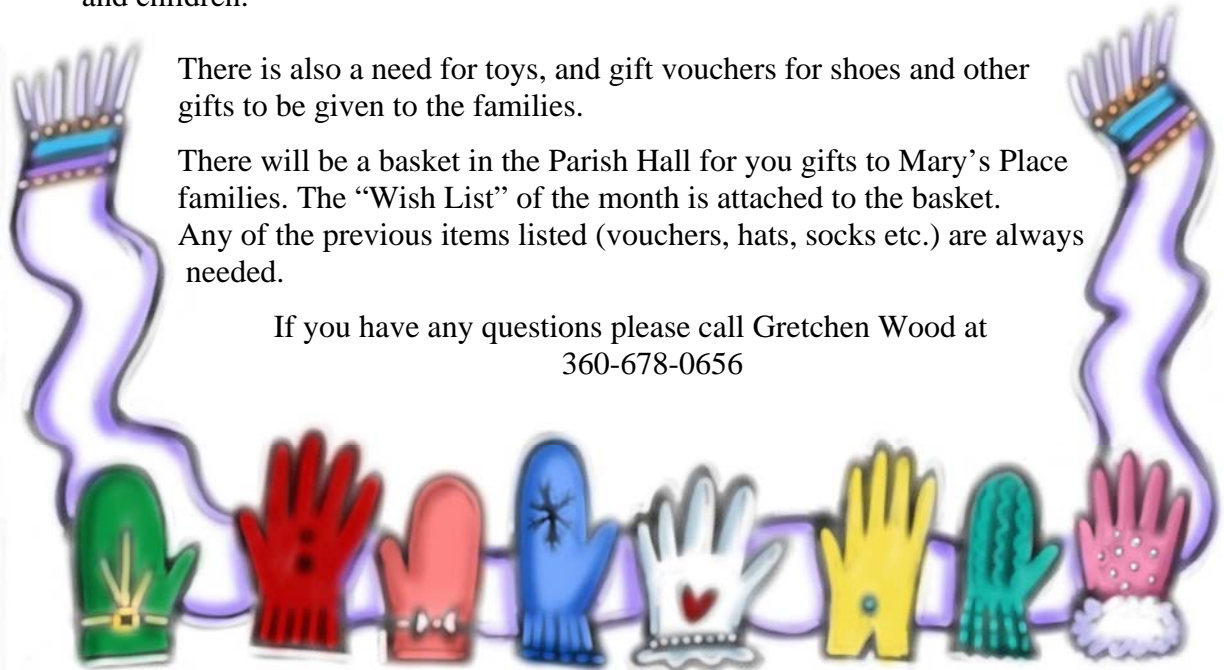 and children.
There is also a need for toys, and gift vouchers for shoes and other
gifts to be given to the families.
There will be a basket in the Parish Hall for you gifts to Mary’s Place
families. The “Wish List” of the month is attached to the basket.
Any of the previous items listed (vouchers, hats, socks etc.) are always
needed.
If you have any questions please call Gretchen Wood at
360-678-0656